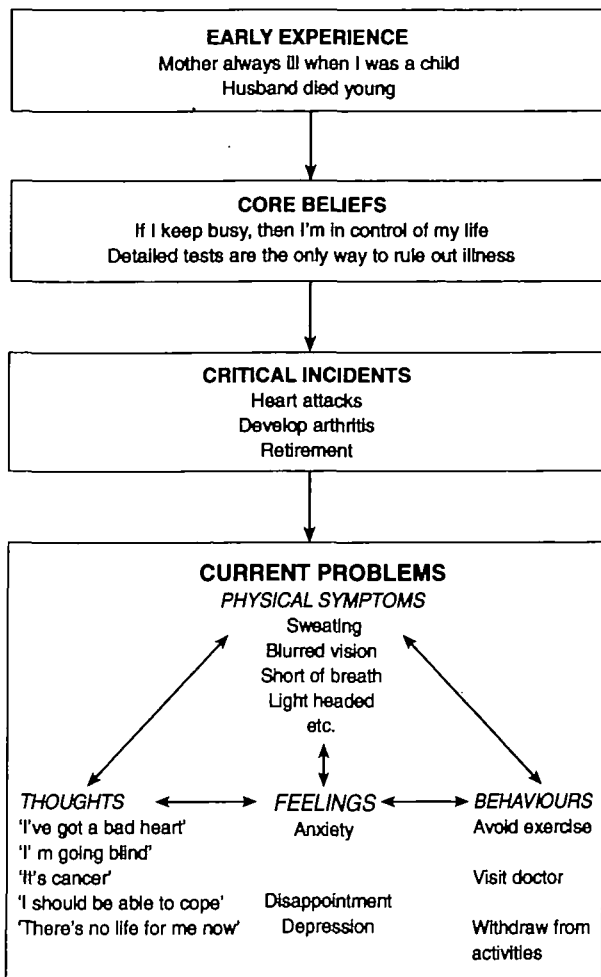 EARLY EXPERIENCE
Mother always ill when I was a child
Husband died young
CORE BELIEFS
If I keep busy, then I'm in control of my life
Detailed tests are the only way to rule out illness
CRITICAL INCIDENTS
Heart attacks
Develop arthritis
Retirement
CURRENT PROBLEMS
PHYSICAL SYMPTOMS
Sweating
Blurred vision
Short of breath
Light headed
etc.
THOUGHTS
'I've got a bad heart'
'I' m going blind'
'It's cancer'
'I should be able to cope'
'There's no life for me now'
FEELINGS
Anxiety
Disappointment
Depression
BEHAVIOURS
Avoid exercise
Visit doctor
Withdraw from
activities